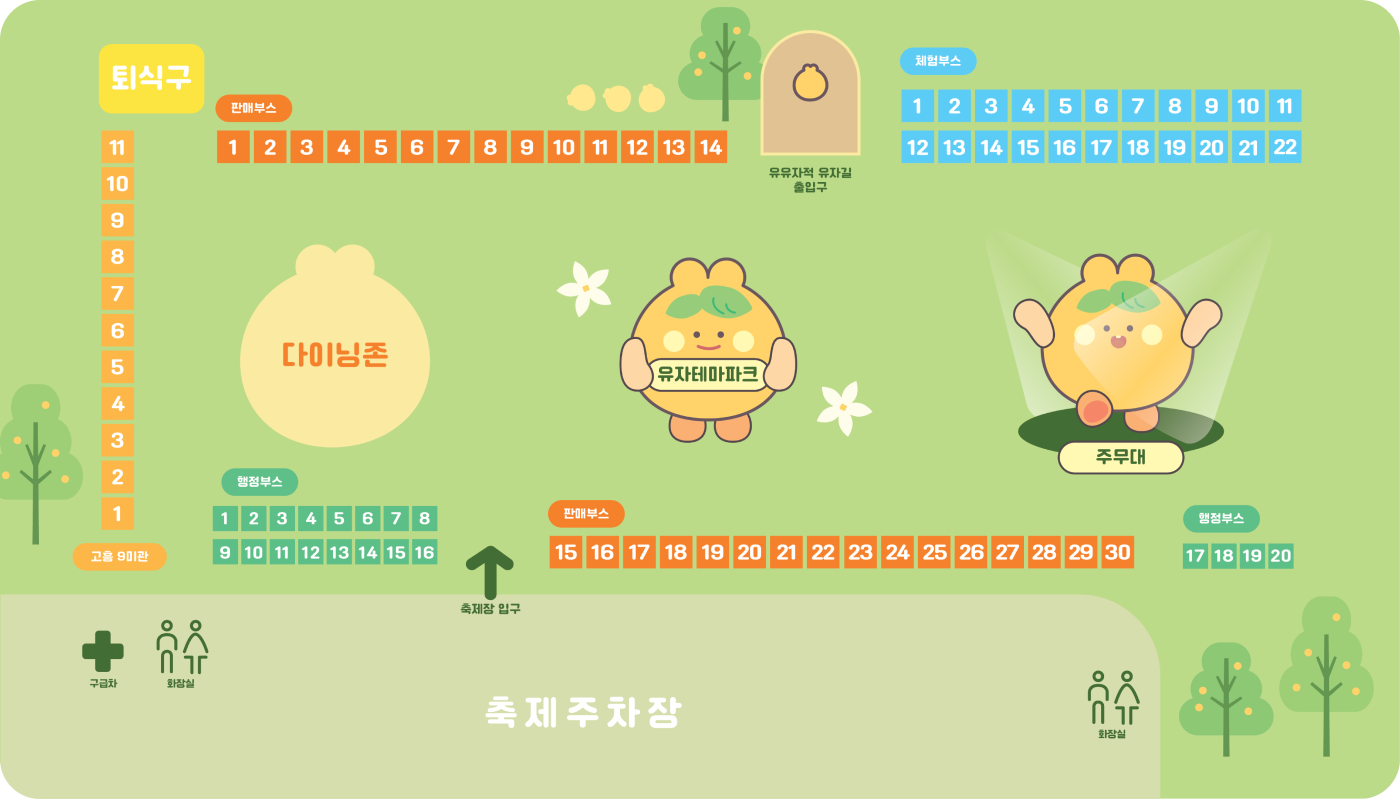 퇴식구
11
10
9
8
7
6
5
4
3
2
1
고흥 9미관
판매부스
1 2 3 4 5 6 7 8 9 10 11 12 13 14
유유자적 유자길
출입구
체험부스
1 2 3 4 5 6 7 8 9 10 11
12 13 14 15 16 17 18 19 20 21 22
다이닝존
유자테마파크
주무대
행정부스
1 2 3 4 5 6 7 8
9 10 11 12 13 14 15 16
축제장 입구
판매부스
15 16 17 18 19 20 21 22 23 24 25 26 27 28 29 30
행정부스
17 18 19 20
구급차
화장실
축제주차장
화장실